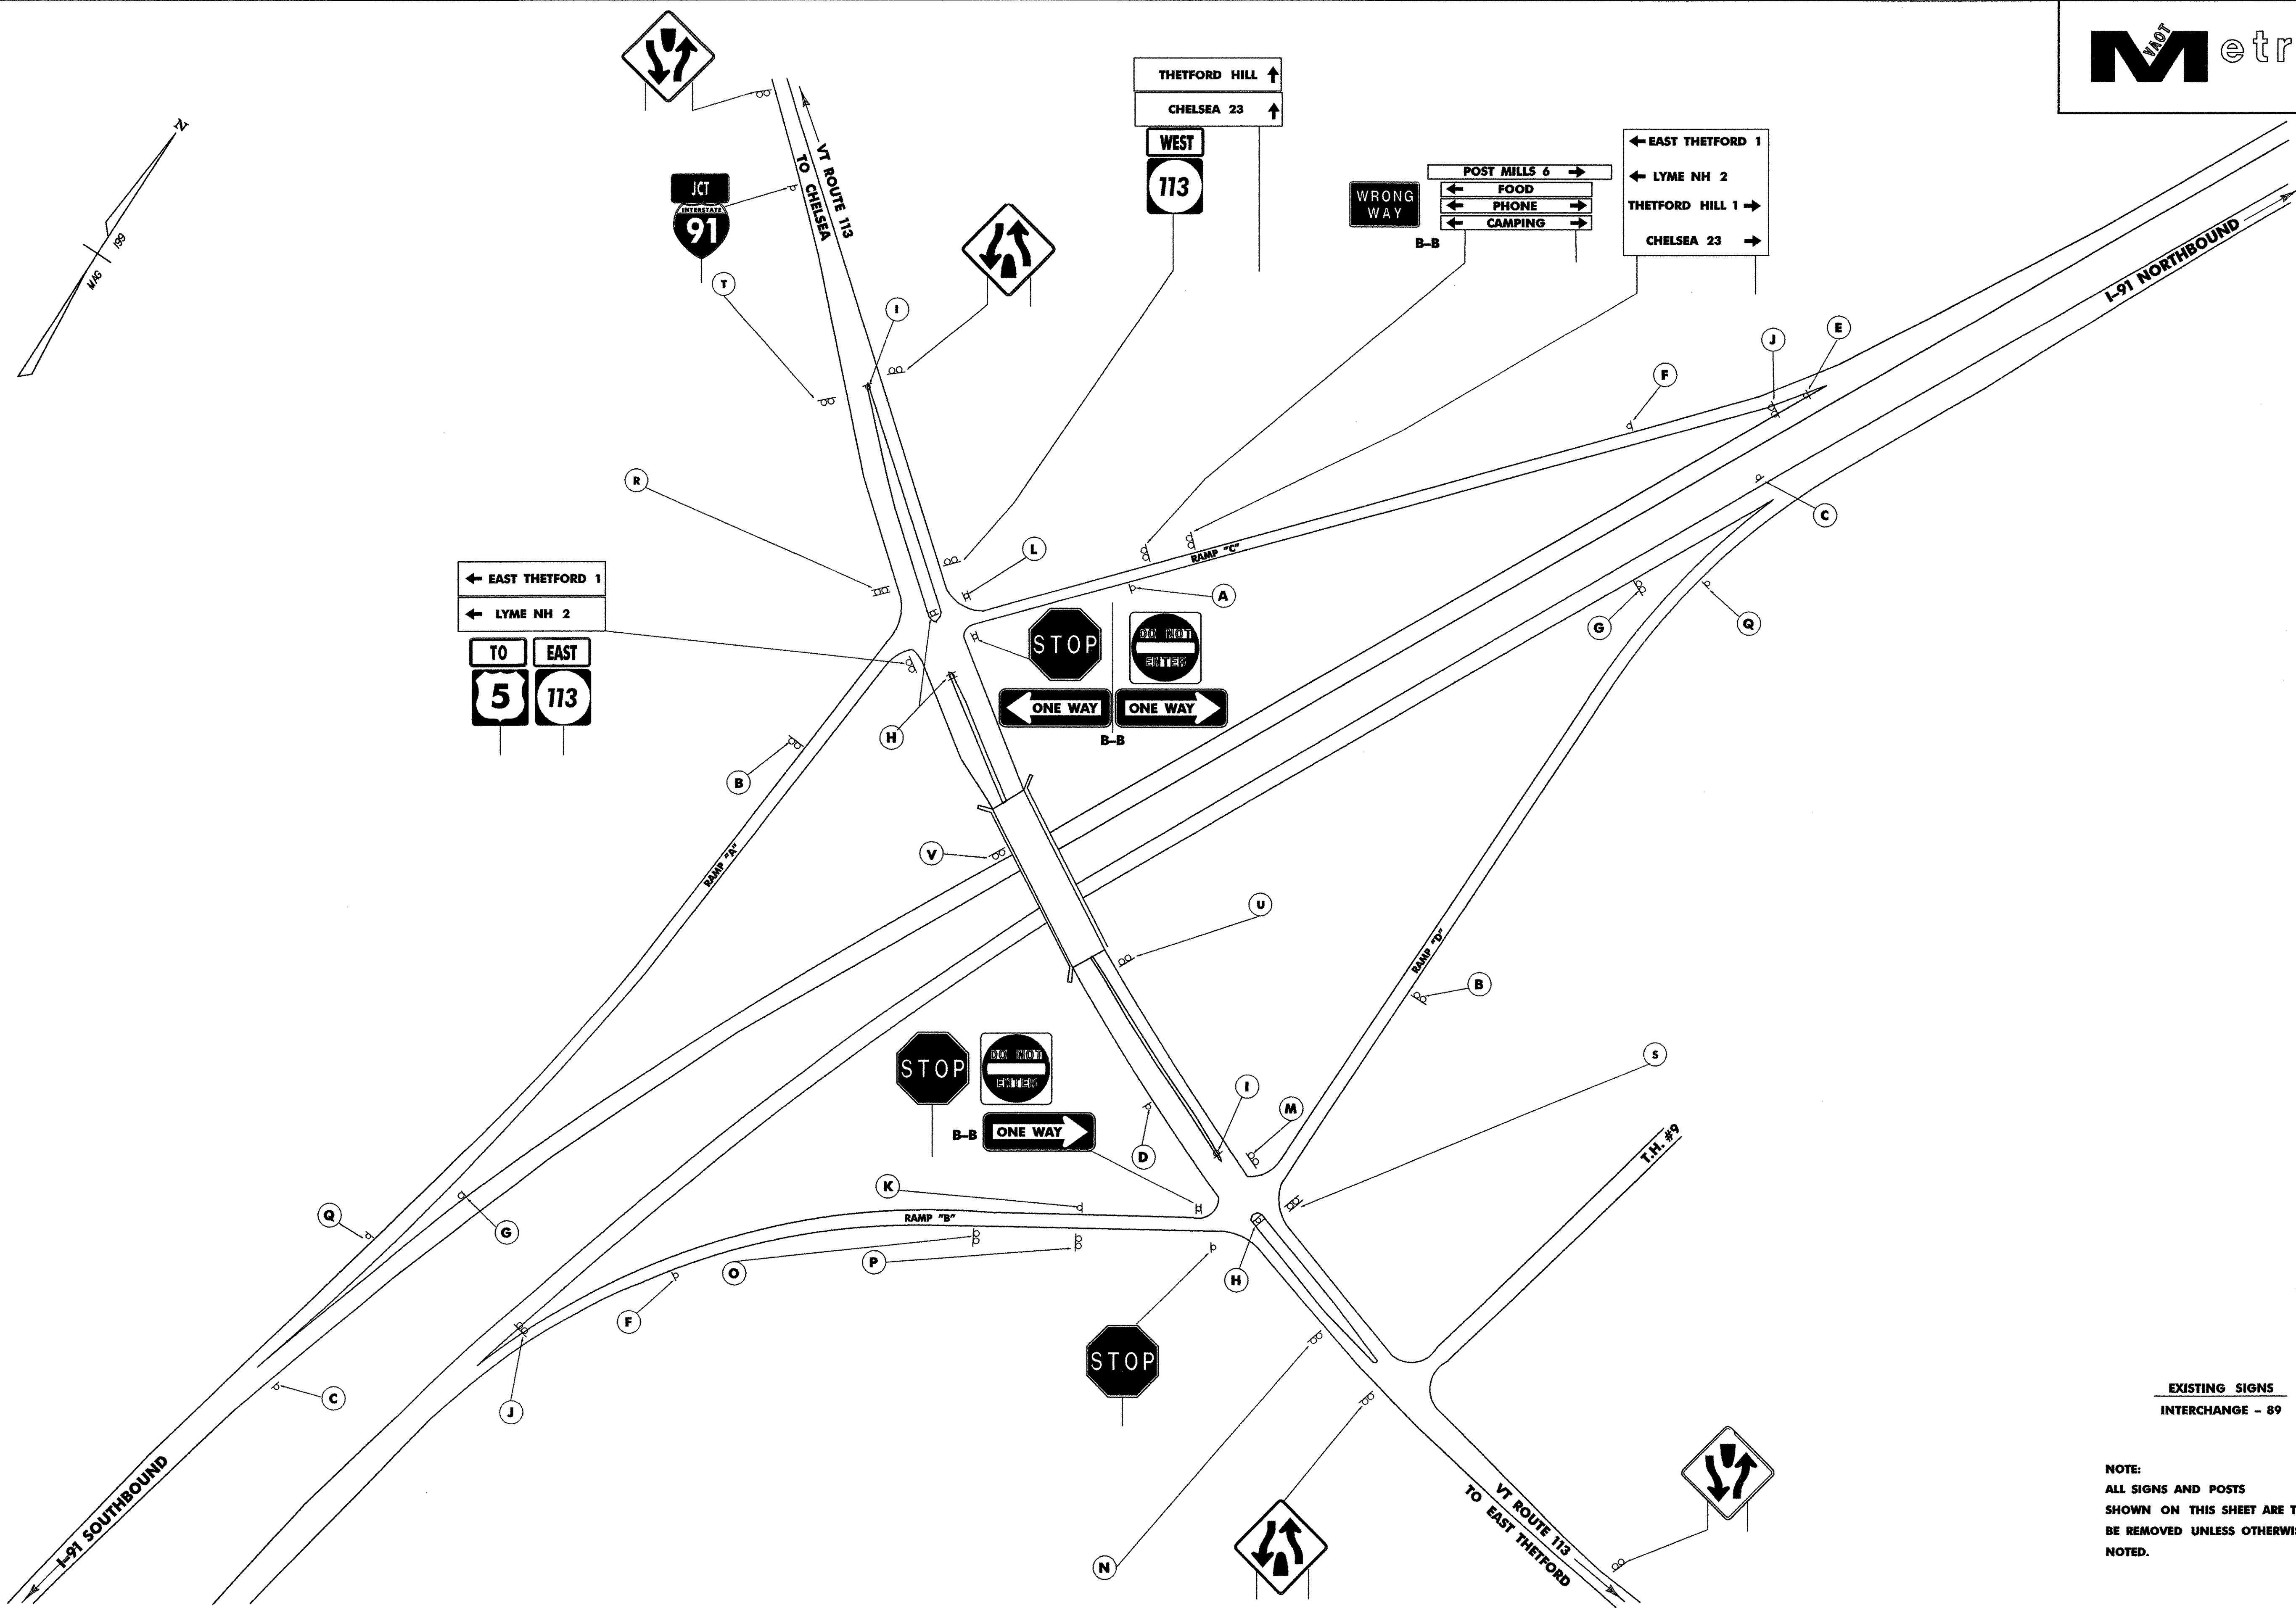 VAOT
M etr
THETFORD HILL ↑
CHELSEA 23 ↑
WEST
113
← EAST THETFORD 1
← LYME NH 2
THETFORD HILL 1 →
CHELSEA 23 →
POST MILLS 6 →
← FOOD
← PHONE →
← CAMPING →
WRONG
WAY
B-B
N
MAG 199
JCT
INTERSTATE
91
VT ROUTE 113
TO CHELSEA
I-91 NORTHBOUND
T
I
J
E
F
R
L
C
RAMP "C"
A
G
Q
← EAST THETFORD 1
← LYME NH 2
TO
EAST
5
113
STOP
DO NOT
ENTER
ONE WAY
ONE WAY
B-B
H
B
V
RAMP "A"
U
RAMP "D"
B
STOP
DO NOT
ENTER
B-B
ONE WAY
S
I
M
D
T.H. #9
K
Q
G
RAMP "B"
O
P
H
F
STOP
C
J
I-91 SOUTHBOUND
N
VT ROUTE 113
TO EAST THETFORD
EXISTING SIGNS
INTERCHANGE - 89
NOTE:
ALL SIGNS AND POSTS
SHOWN ON THIS SHEET ARE T
BE REMOVED UNLESS OTHERWI
NOTED.